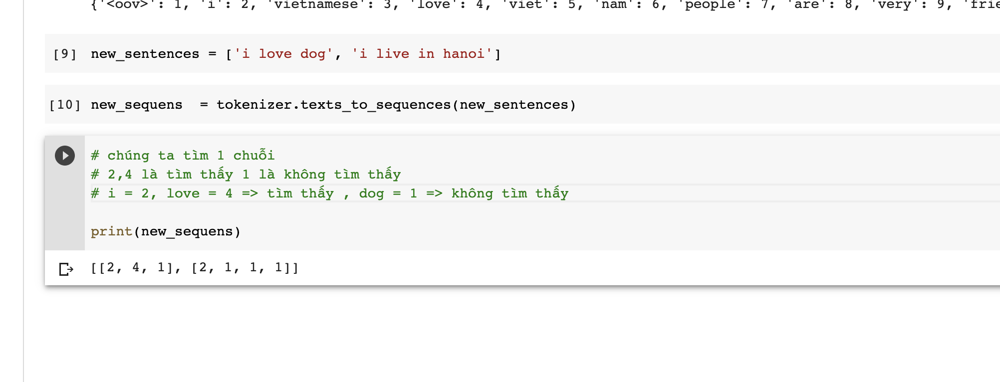 {'<oov>': 1, 'i': 2, 'vietnamese': 3, 'love': 4, 'viet': 5, 'nam': 6, 'people': 7, 'are': 8, 'very': 9,
[9] new_sentences = ['i love dog', 'i live in hanoi']
[10] new_sequens  = tokenizer.texts_to_sequences(new_sentences)
# chúng ta tìm 1 chuỗi
# 2,4 là tìm thấy 1 là không tìm thấy
# i = 2, love = 4 => tìm thấy , dog = 1 => không tìm thấy
print(new_sequens)
[[2, 4, 1], [2, 1, 1, 1]]